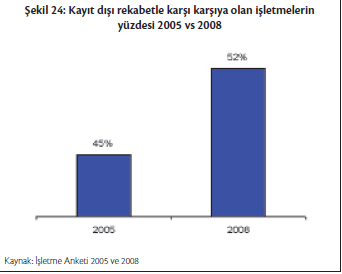 Şekil 24: Kayıt dışı rekabetle karşı karşıya olan işletmelerin
yüzdesi 2005 vs 2008
52%
45%
2005
2008
Kaynak: İşletme Anketi 2005 ve 2008